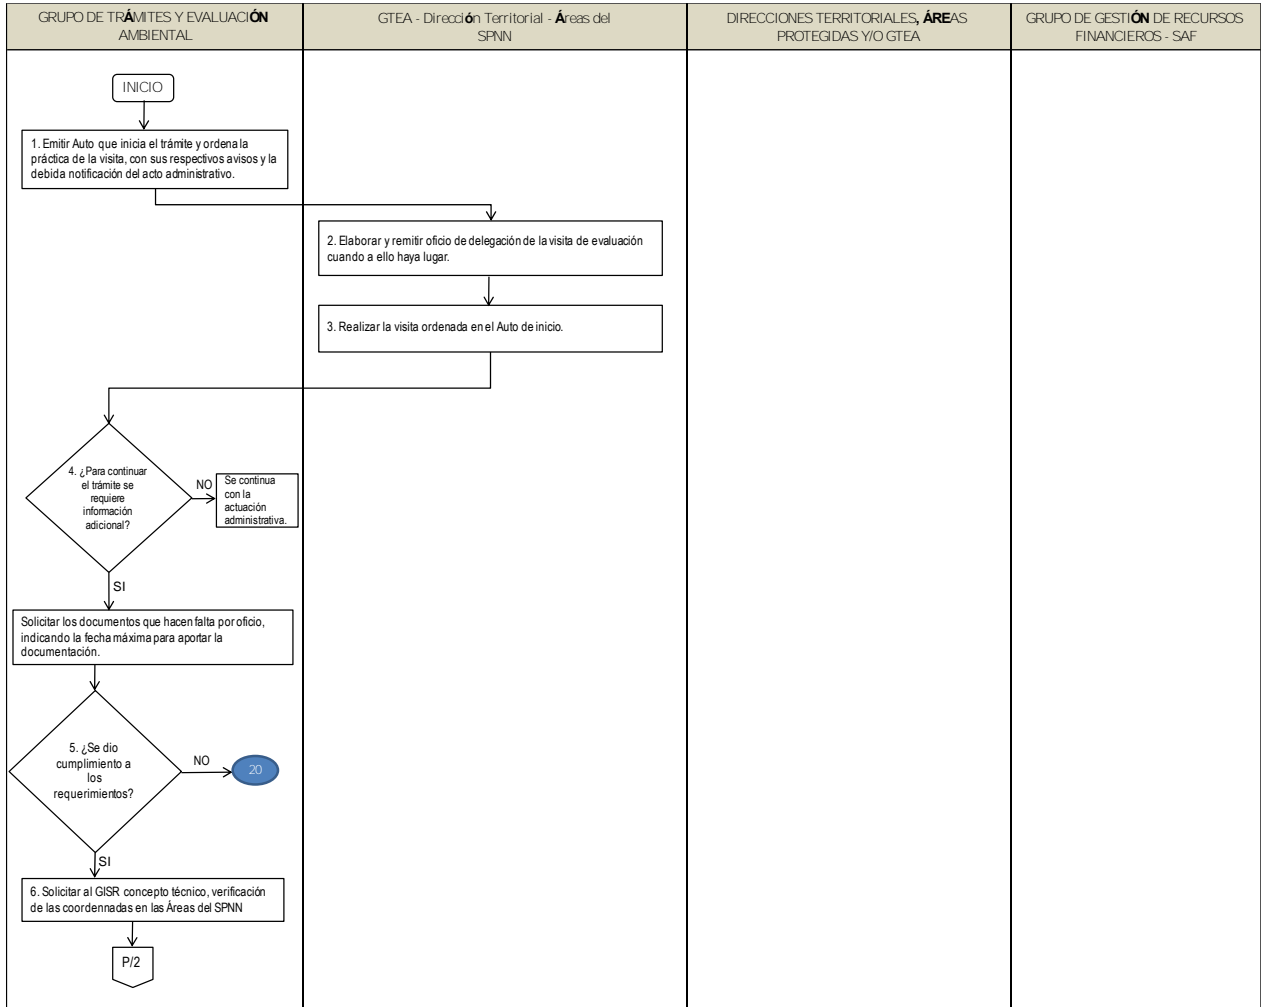 GRUPO DE TRÁMITES Y EVALUACIÓN
AMBIENTAL
GTEA - Dirección Territorial - Áreas del
SPNN
DIRECCIONES TERRITORIALES, ÁREAS
PROTEGIDAS Y/O GTEA
GRUPO DE GESTIÓN DE RECURSOS
FINANCIEROS - SAF
INICIO
1. Emitir Auto que inicia el trámite y ordena la
práctica de la visita, con sus respectivos avisos y la
debida notificación del acto administrativo.
2. Elaborar y remitir oficio de delegación de la visita de evaluación
cuando a ello haya lugar.
3. Realizar la visita ordenada en el Auto de inicio.
4. ¿Para continuar
el trámite se
requiere
información
adicional?
NO
Se continua
con la
actuación
administrativa.
SI
Solicitar los documentos que hacen falta por oficio,
indicando la fecha máxima para aportar la
documentación.
5. ¿Se dio
cumplimiento a
los
requerimientos?
NO
20
SI
6. Solicitar al GISR concepto técnico, verificación
de las coordennadas en las Áreas del SPNN
P/2